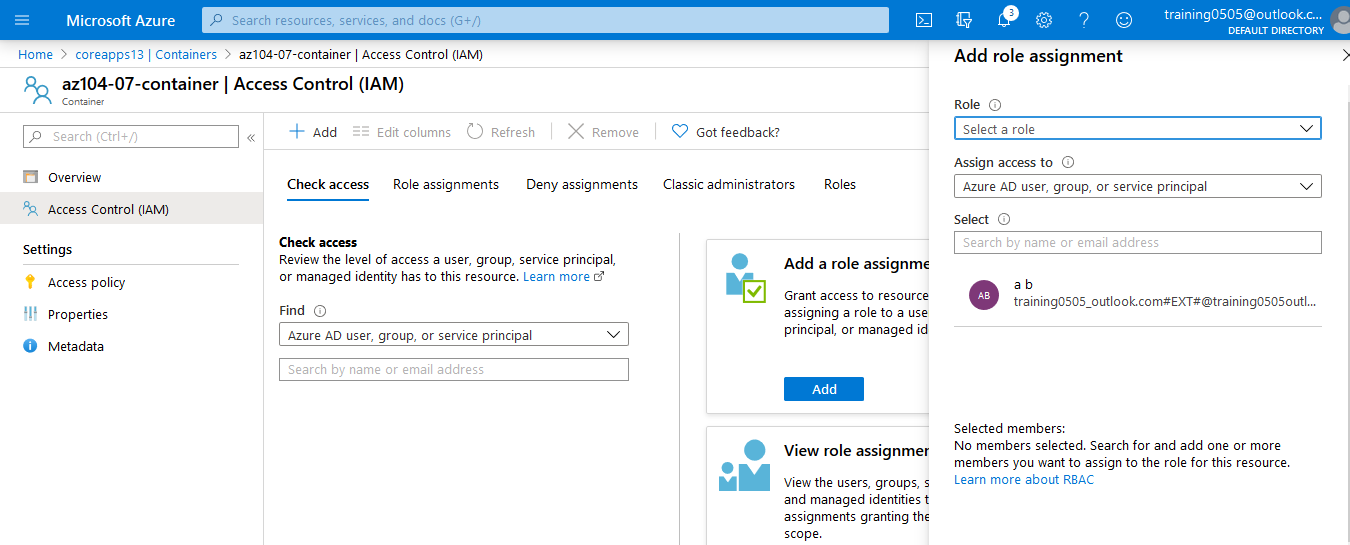 Microsoft Azure
Search resources, services, and docs (G+/)
3
training0505@outlook.c...
DEFAULT DIRECTORY
Home > coreapps13 | Containers > az104-07-container | Access Control (IAM)
az104-07-container | Access Control (IAM)
Container
Search (Ctrl+/)
«
Overview
Access Control (IAM)
Settings
Access policy
Properties
Metadata
Add
Edit columns
Refresh
Remove
Got feedback?
Check access
Role assignments
Deny assignments
Classic administrators
Roles
Check access
Review the level of access a user, group, service principal,
or managed identity has to this resource. Learn more
Find
Azure AD user, group, or service principal
Search by name or email address
Add a role assignme
Grant access to resource
assigning a role to a use
principal, or managed id
Add
View role assignmen
View the users, groups, s
and managed identities t
assignments granting the
scope.
Add role assignment
Role
Select a role
Assign access to
Azure AD user, group, or service principal
Select
Search by name or email address
AB
a b
training0505_outlook.com#EXT#@training0505outl...
Selected members:
No members selected. Search for and add one or more
members you want to assign to the role for this resource.
Learn more about RBAC